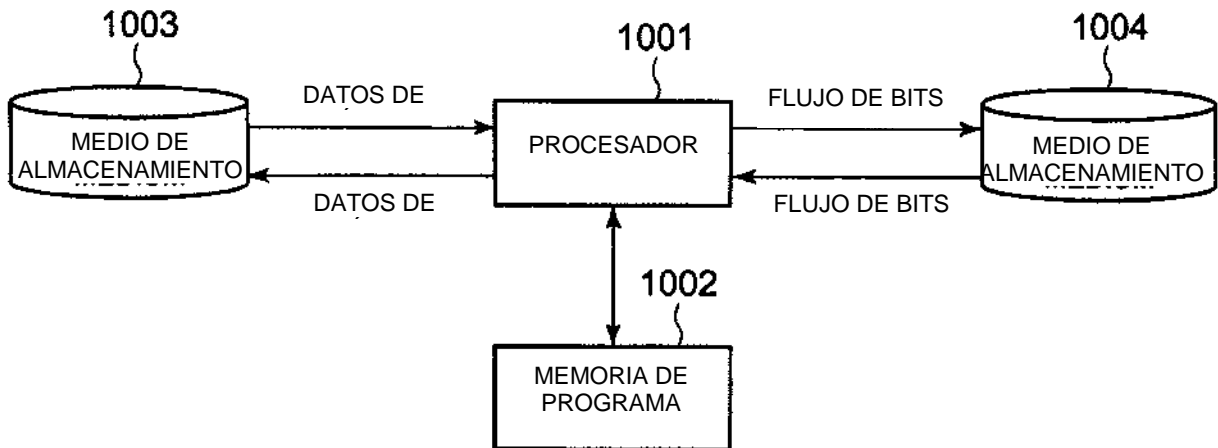 1003
1001
1004
DATOS DE
FLUJO DE BITS
MEDIO DE
ALMACENAMIENTO
PROCESADOR
MEDIO DE
ALMACENAMIENTO
DATOS DE
FLUJO DE BITS
1002
MEMORIA DE
PROGRAMA